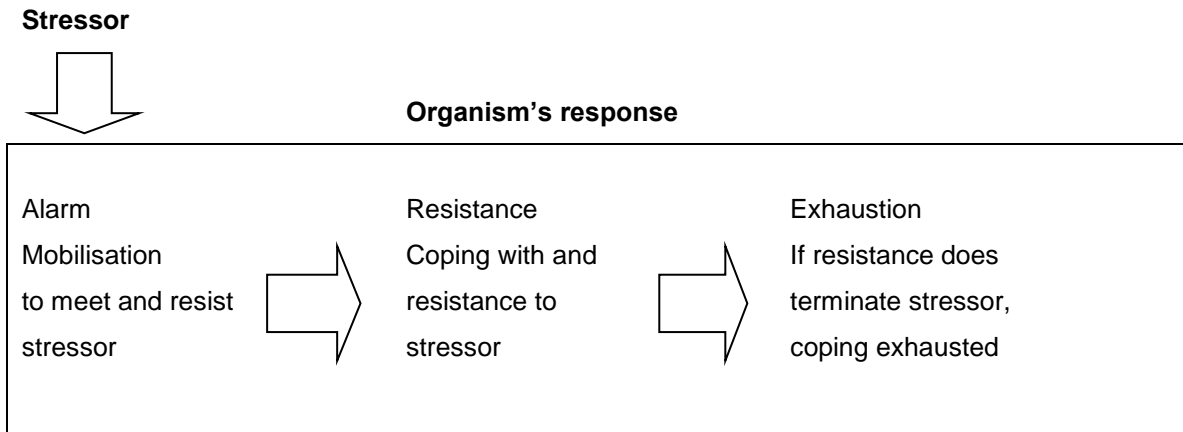 Stressor
Organism's response
Alarm
Mobilisation
to meet and resist
stressor
Resistance
Coping with and
resistance to
stressor
Exhaustion
If resistance does
terminate stressor,
coping exhausted